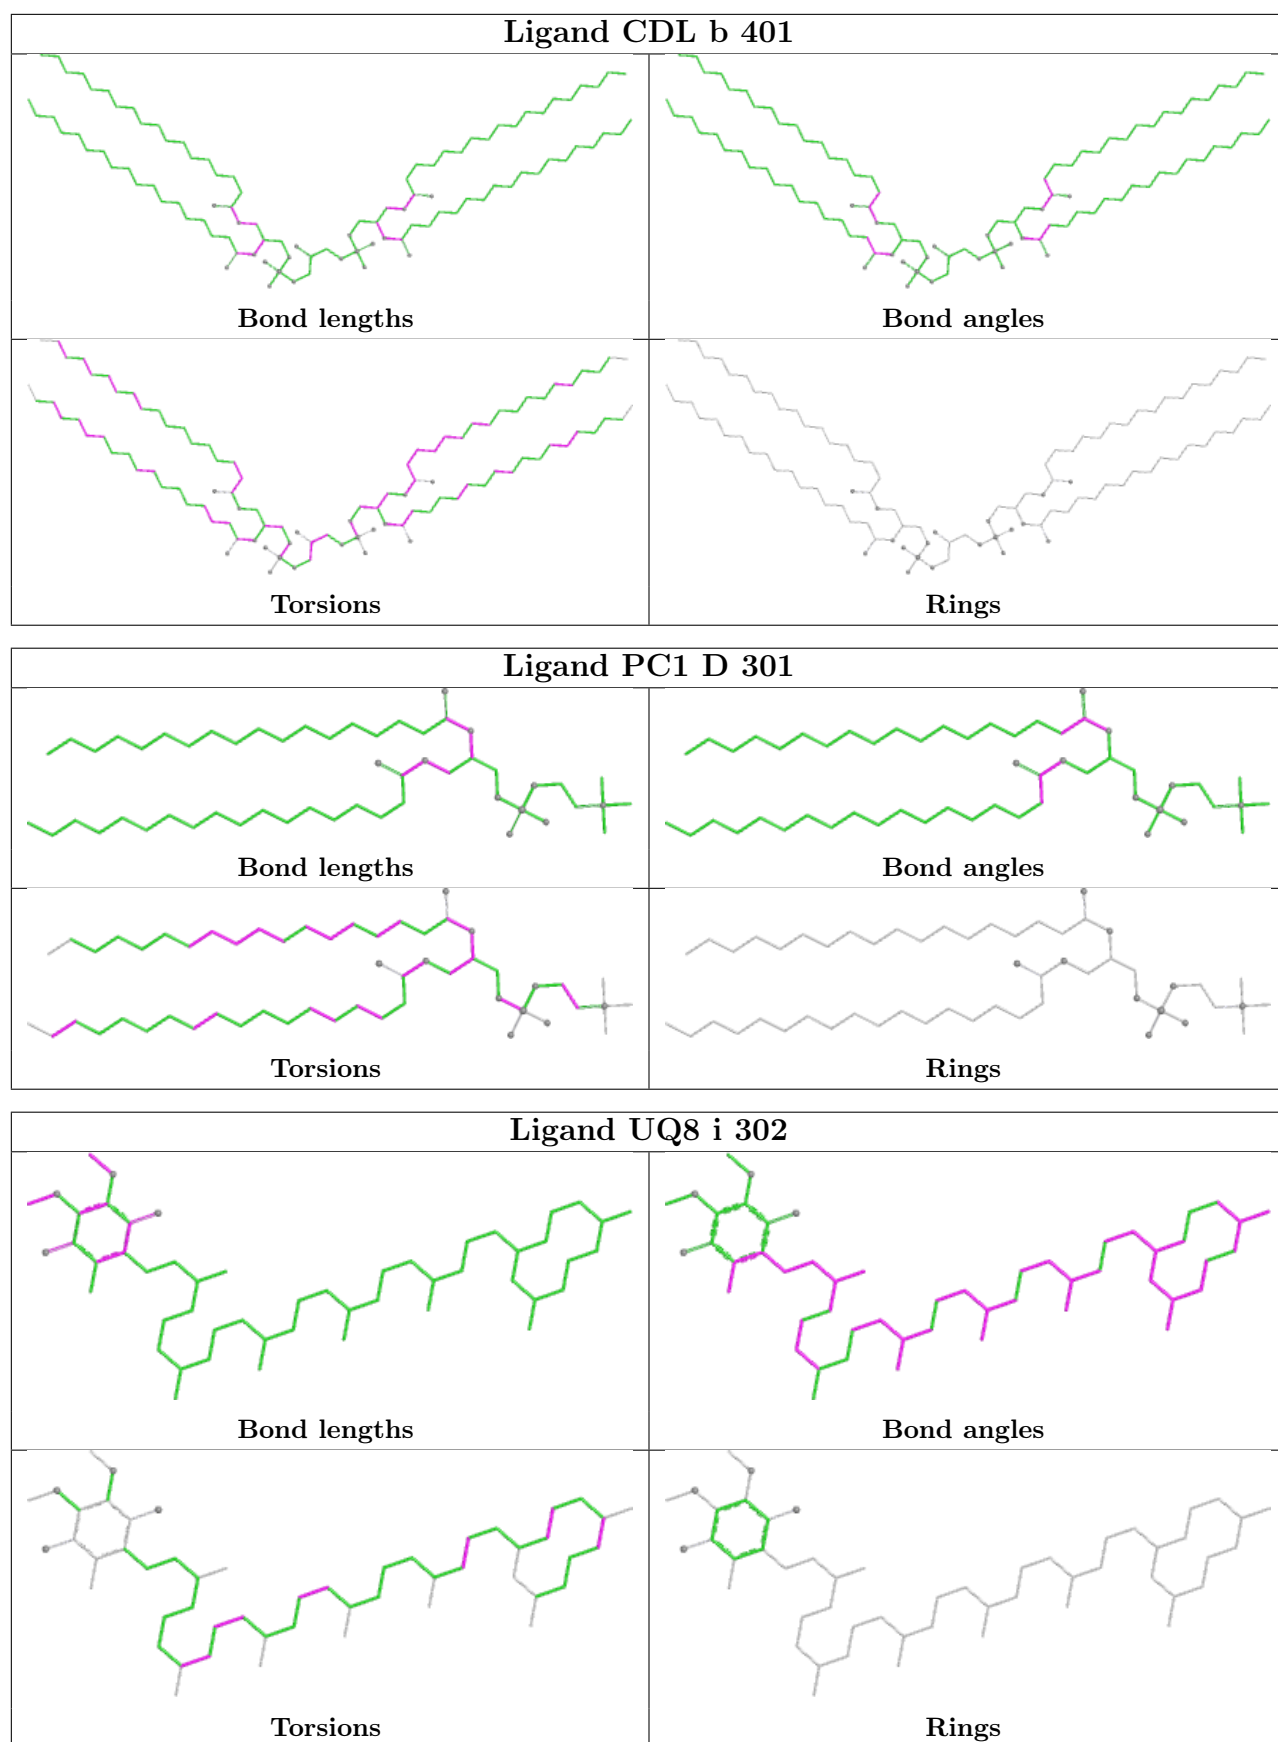 Ligand CDL b 401
Bond lengths
Bond angles
Torsions
Rings
Ligand PC1 D 301
Bond lengths
Bond angles
Torsions
Rings
Ligand UQ8 i 302
Bond lengths
Bond angles
Torsions
Rings